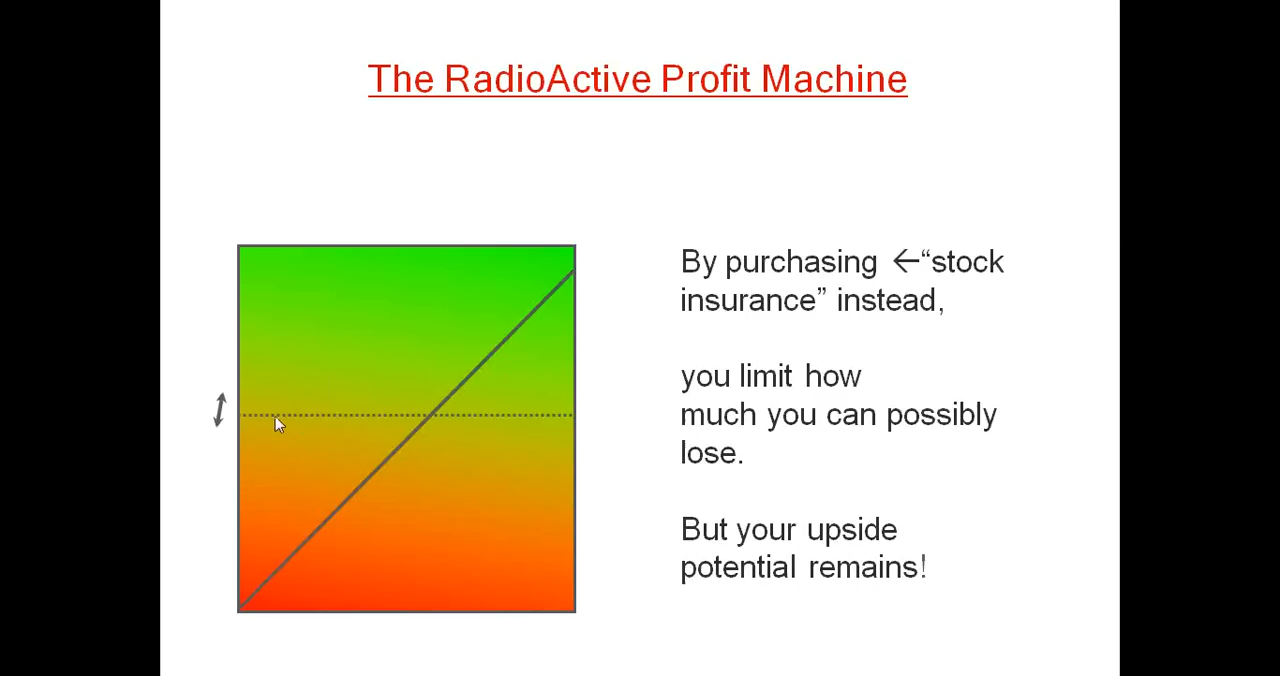 The RadioActive Profit Machine
By purchasing ←“stock
insurance” instead,
you limit how
much you can possibly
lose.
But your upside
potential remains!